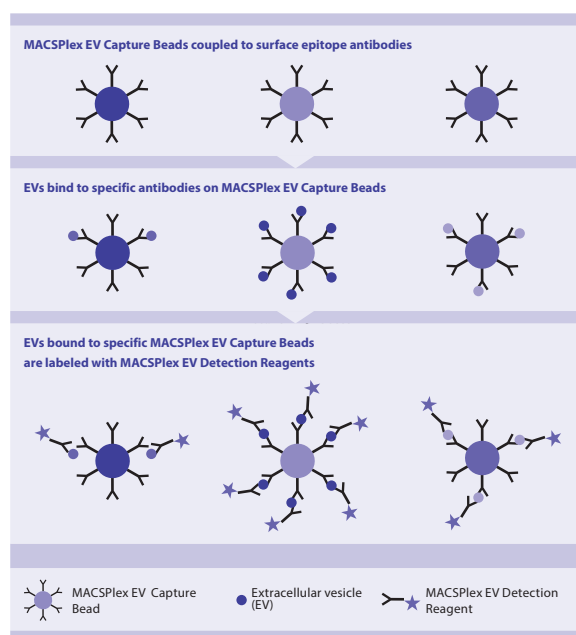 MACSPlex EV Capture Beads coupled to surface epitope antibodies
EVs bind to specific antibodies on MACSPlex EV Capture Beads
EVs bound to specific MACSPlex EV Capture Beads
are labeled with MACSPlex EV Detection Reagents
MACSPlex EV Capture
Bead
Extracellular vesicle
(EV)
MACSPlex EV Detection
Reagent